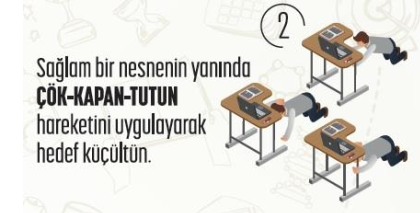 2
Sağlam bir nesnenin yanında
ÇÖK-KAPAN-TUTUN
hareketini uygulayarak
hedef küçültün.